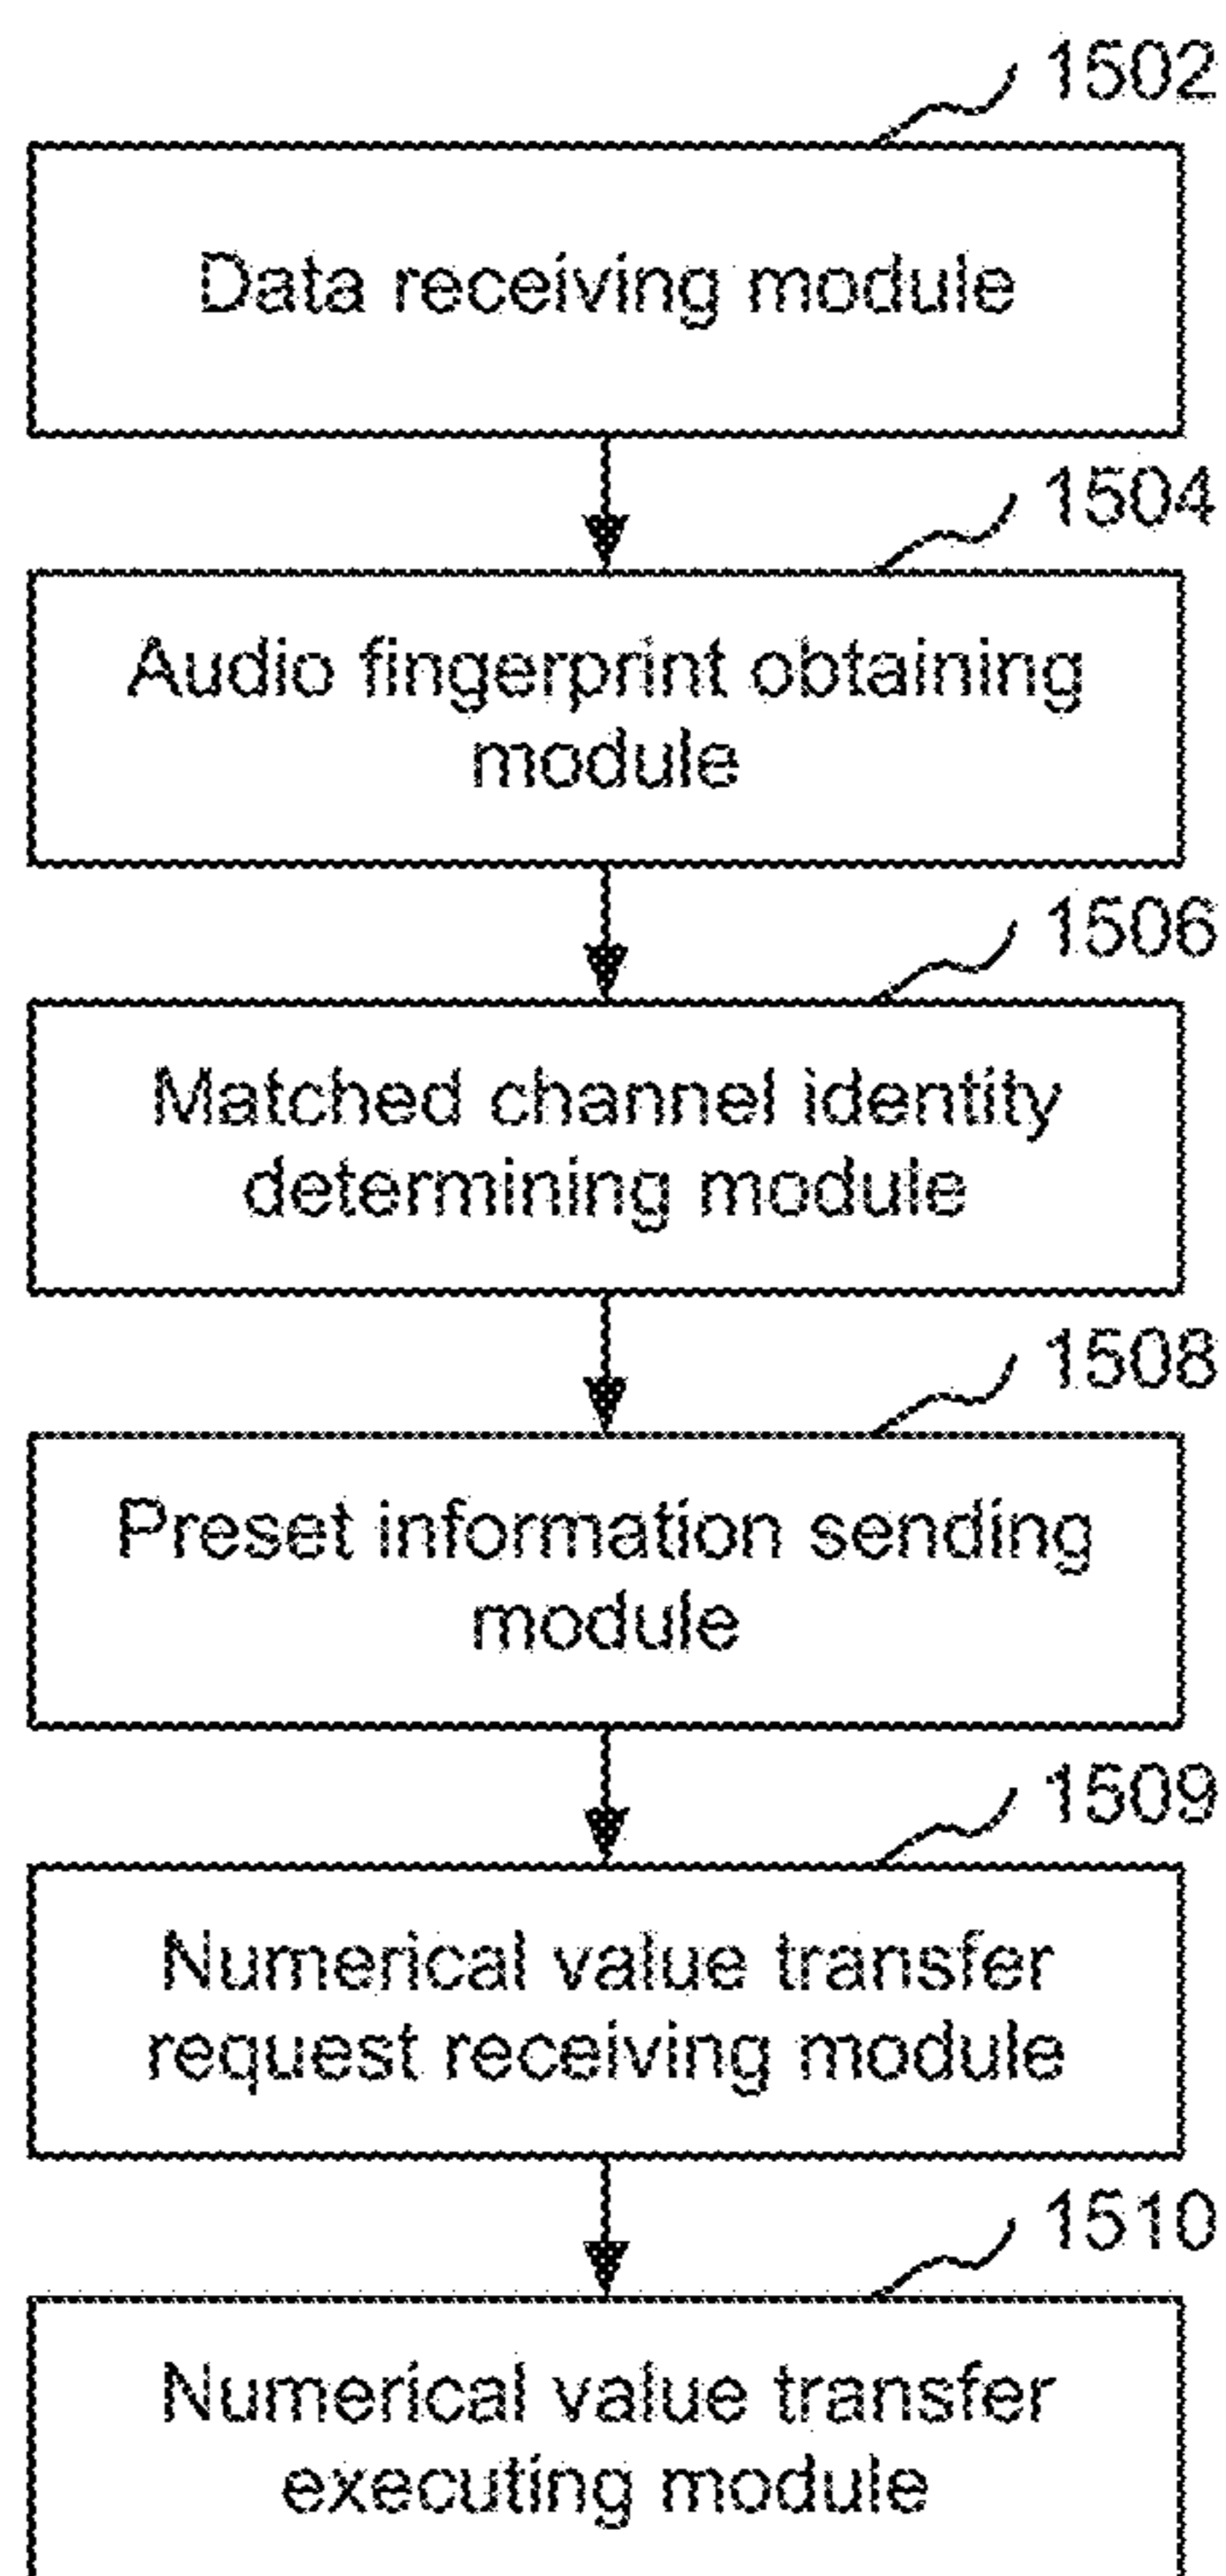 1502
Data receiving module
1504
Audio fingerprint obtaining
module
1506
Matched channel identity
determining module
1508
Preset information sending
module
1509
Numerical value transfer
request receiving module
1510
Numerical value transfer
executing module